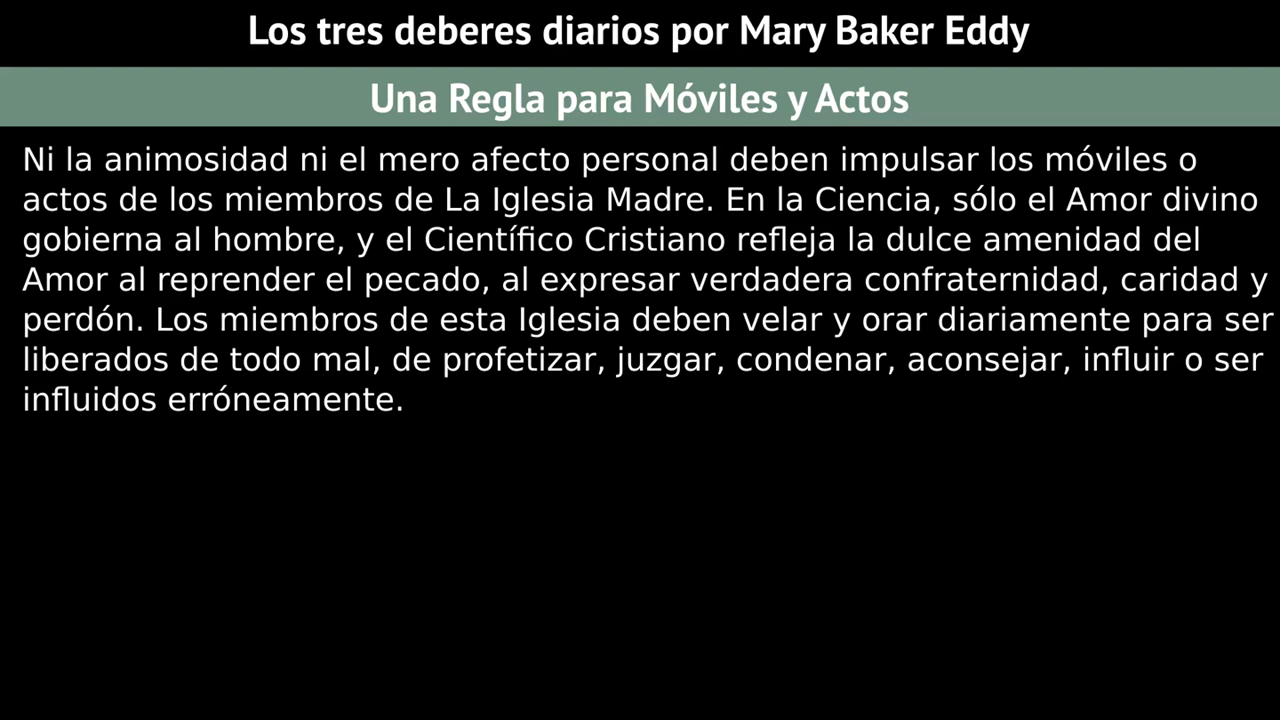 Los tres deberes diarios por Mary Baker Eddy
Una Regla para Móviles y Actos
Ni la animosidad ni el mero afecto personal deben impulsar los móviles o
actos de los miembros de La Iglesia Madre. En la Ciencia, sólo el Amor divino
gobierna al hombre, y el Científico Cristiano refleja la dulce amenidad del
Amor al reprender el pecado, al expresar verdadera confraternidad, caridad y
perdón. Los miembros de esta Iglesia deben velar y orar diariamente para ser
liberados de todo mal, de profetizar, juzgar, condenar, aconsejar, influir o ser
influidos erróneamente.